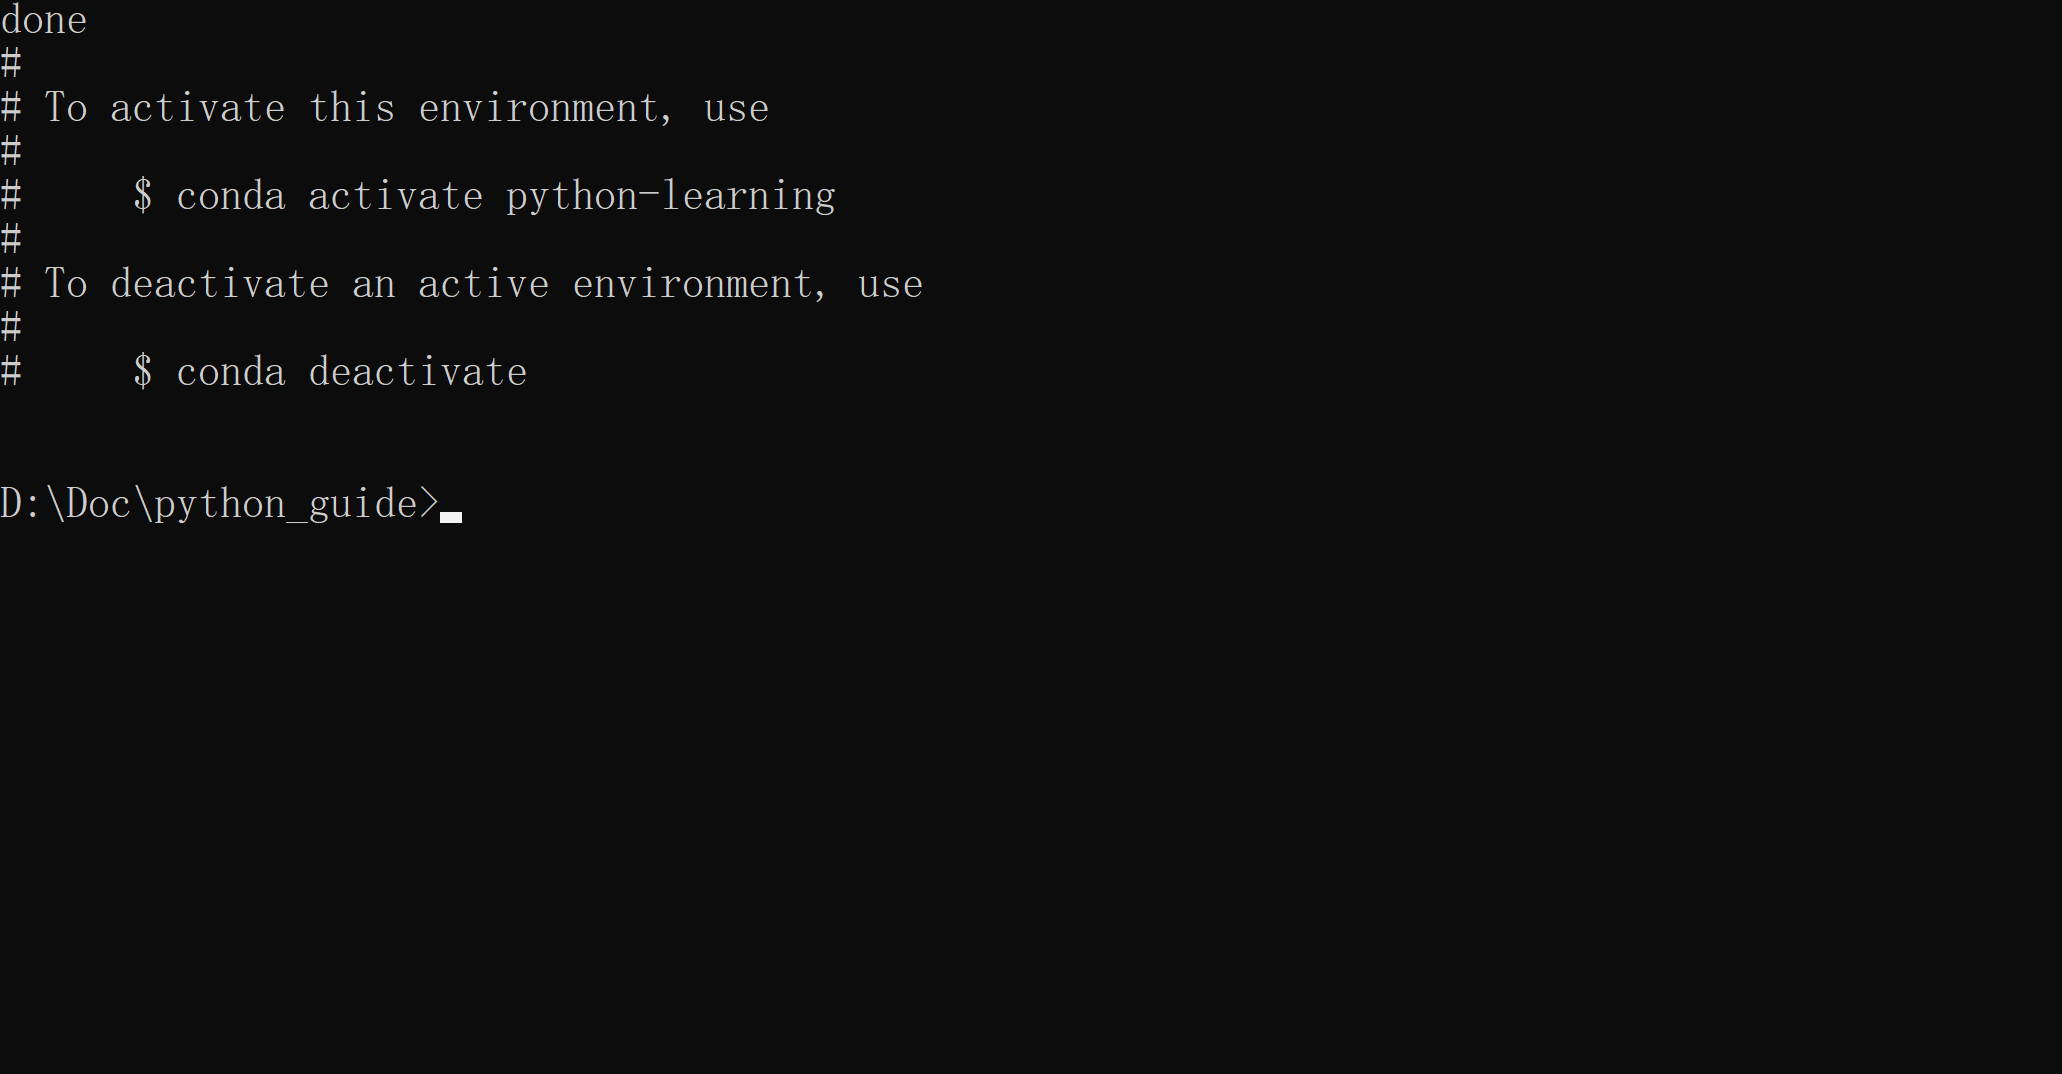 done
#
# To activate this environment, use
#
#     $ conda activate python-learning
#
# To deactivate an active environment, use
#
#     $ conda deactivate
D:\Doc\python_guide>